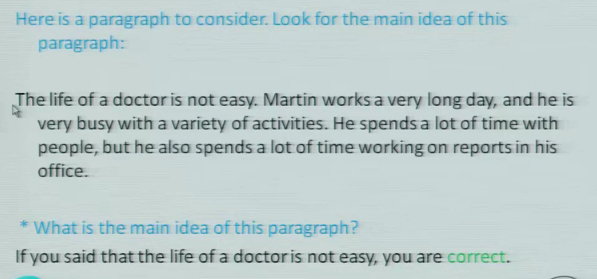 Here is a paragraph to consider. Look for the main idea of this
paragraph:
The life of a doctor is not easy. Martin works a very long day, and he is
very busy with a variety of activities. He spends a lot of time with
people, but he also spends a lot of time working on reports in his
office.
* What is the main idea of this paragraph?
If you said that the life of a doctor is not easy, you are correct.